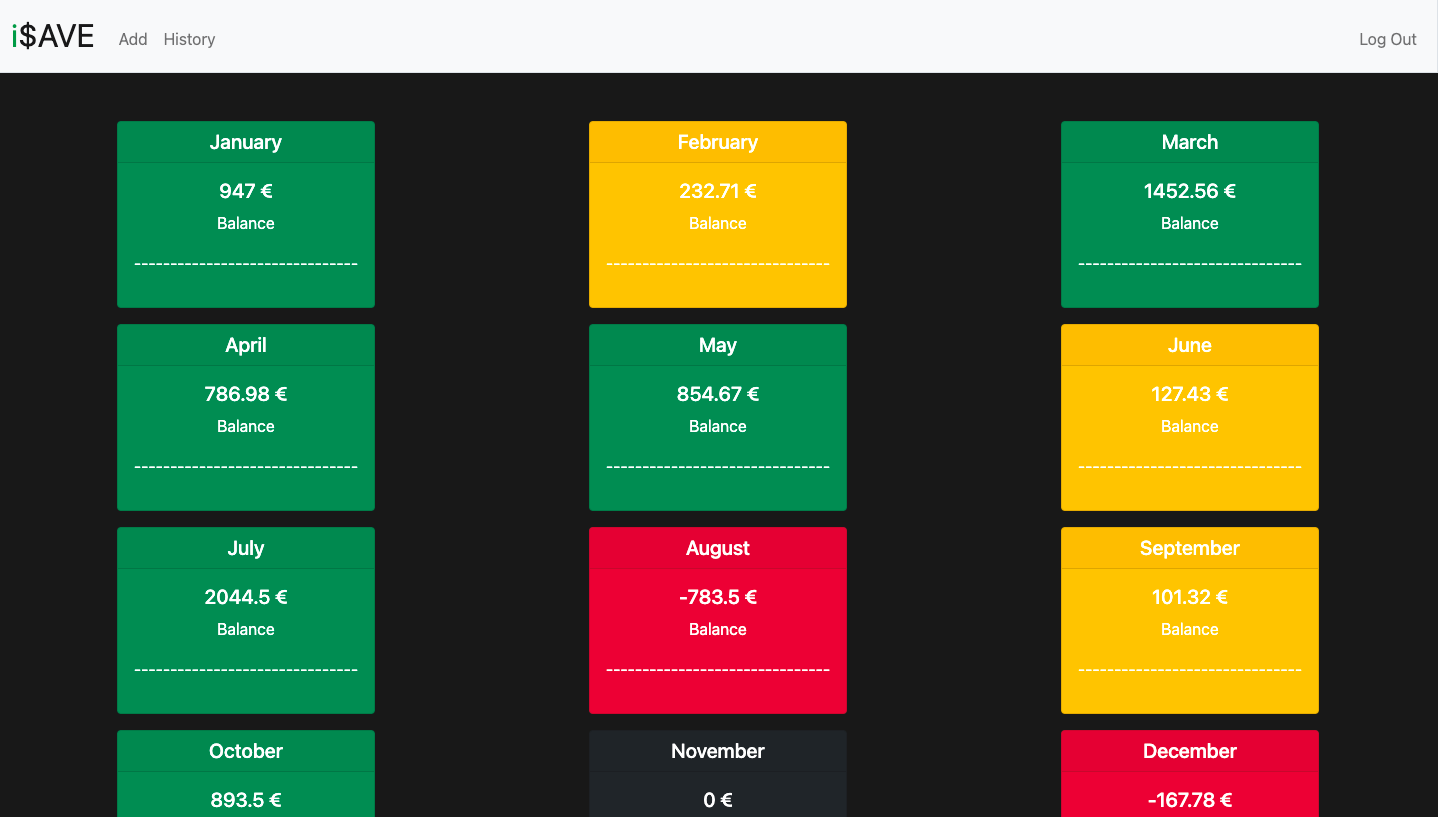 i$AVE Add History Log Out
January February March
947 € 232.71 € 1452.56 €
Balance Balance Balance
------------------------------- ------------------------------- -------------------------------
April May June
786.98 € 854.67 € 127.43 €
Balance Balance Balance
------------------------------- ------------------------------- -------------------------------
July August September
2044.5 € -783.5 € 101.32 €
Balance Balance Balance
------------------------------- ------------------------------- -------------------------------
October November December
893.5 € 0 € -167.78 €